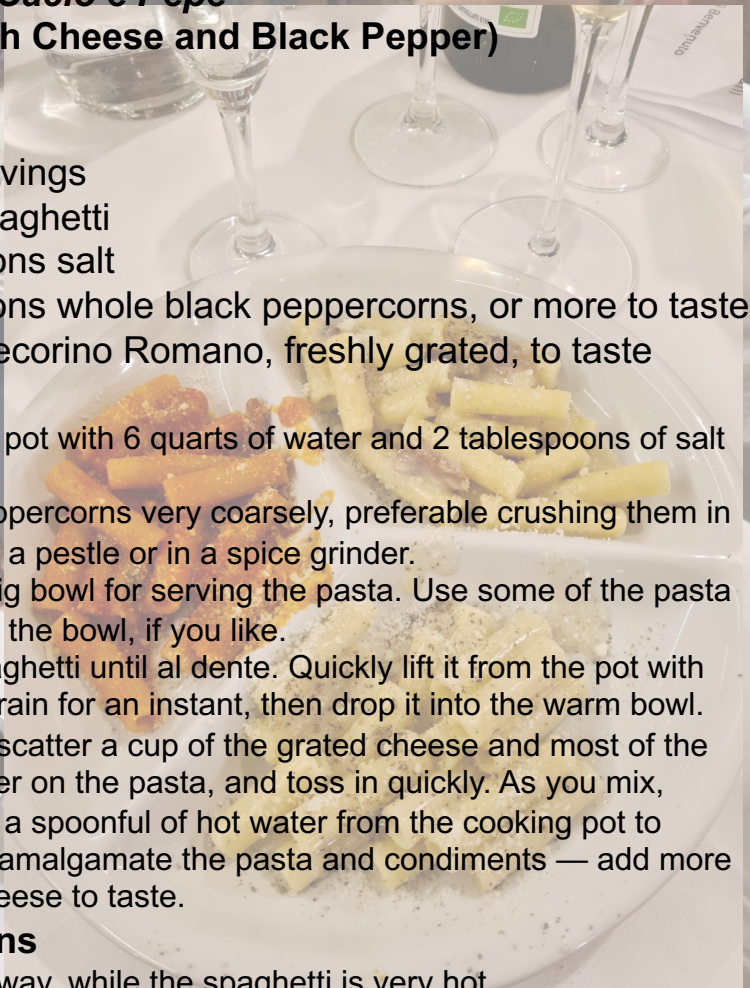 Cacio e Pepe
h Cheese and Black Pepper)
Benvenuto
vings
aghetti
ons salt
ons whole black peppercorns, or more to taste
ecorino Romano, freshly grated, to taste
pot with 6 quarts of water and 2 tablespoons of salt
ppercorns very coarsely, preferable crushing them in
a pestle or in a spice grinder.
ig bowl for serving the pasta. Use some of the pasta
the bowl, if you like.
aghetti until al dente. Quickly lift it from the pot with
rain for an instant, then drop it into the warm bowl.
scatter a cup of the grated cheese and most of the
er on the pasta, and toss in quickly. As you mix,
a spoonful of hot water from the cooking pot to
amalgamate the pasta and condiments — add more
eese to taste.
ns
way, while the spaghetti is very hot